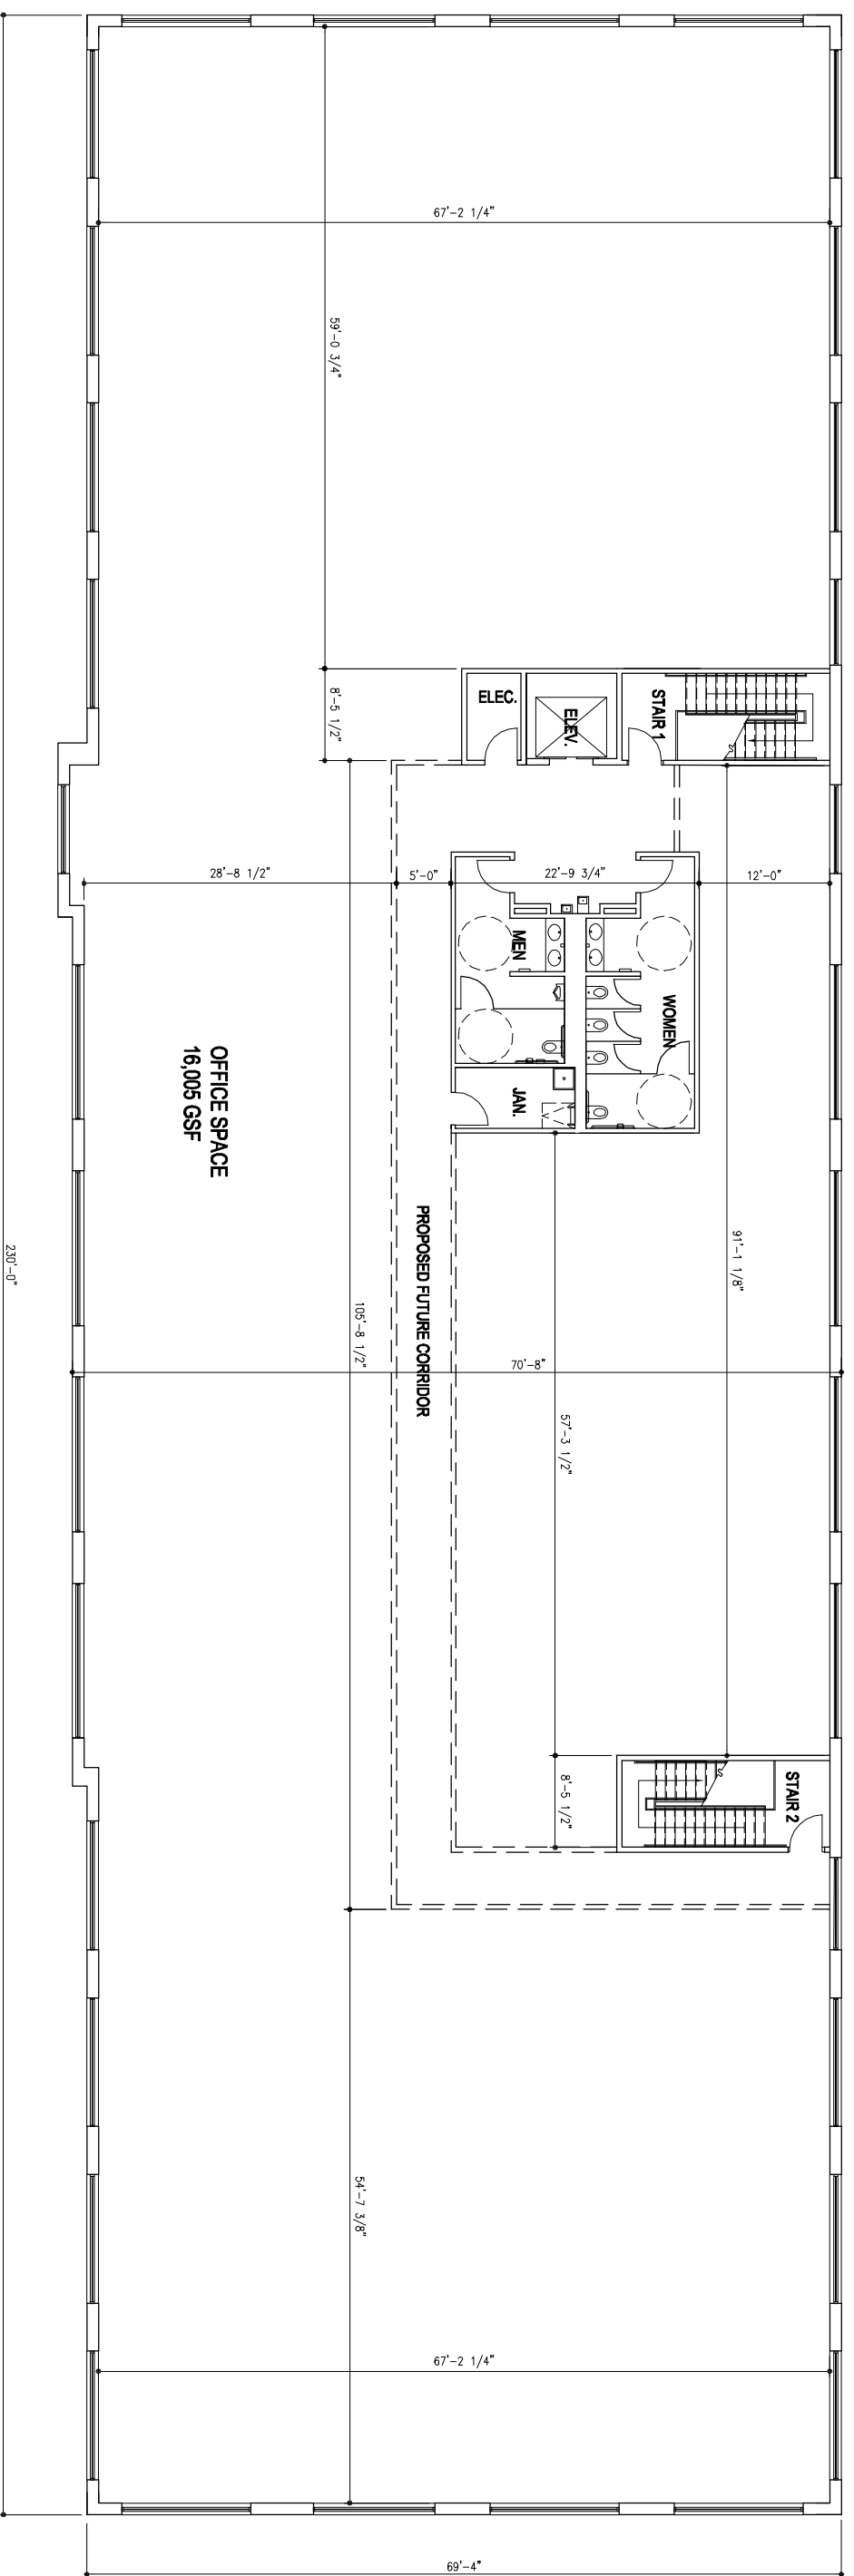 67'-2 1/4"
59'-0 3/4"
ELEC.
ELEV.
STAIR 1
8'-5 1/2"
28'-8 1/2"
5'-0"
22'-9 3/4"
12'-0"
MEN
WOMEN
JAN.
OFFICE SPACE
16,005 GSF
PROPOSED FUTURE CORRIDOR
91'-1 1/8"
230'-0"
105'-8 1/2"
70'-8"
57'-3 1/2"
8'-5 1/2"
STAIR 2
54'-7 3/8"
67'-2 1/4"
69'-4"